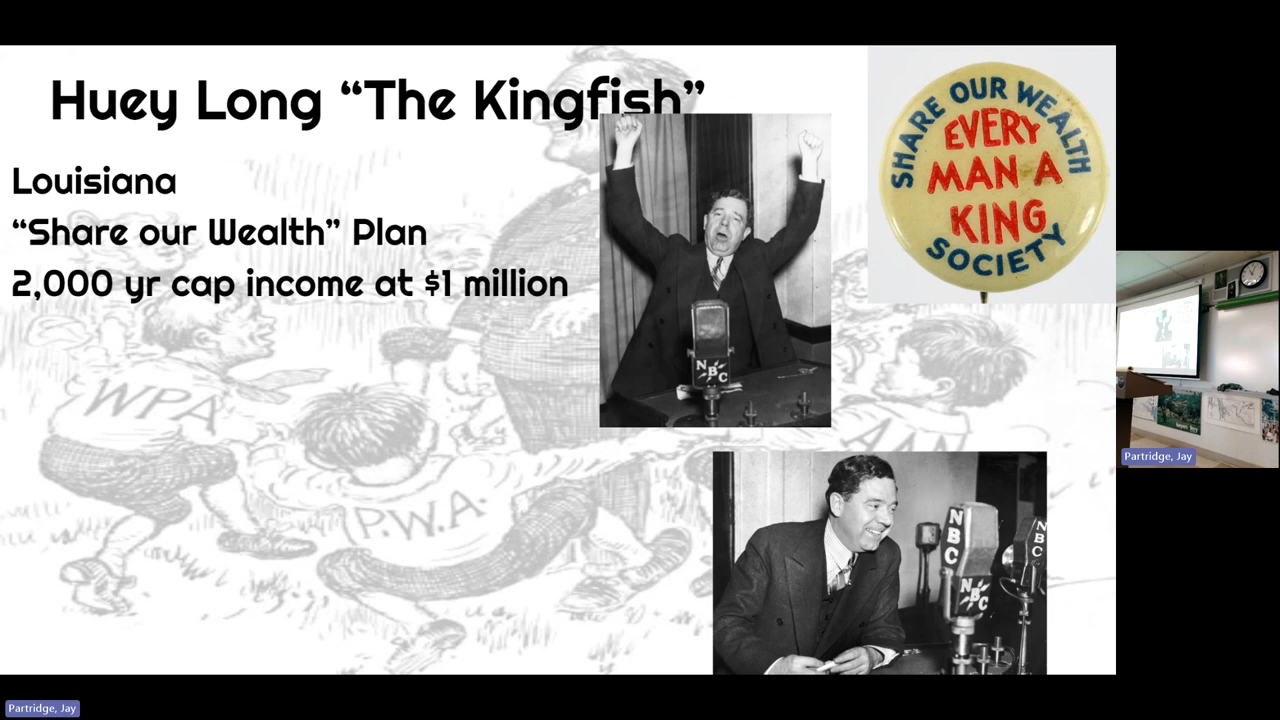 Huey Long “The Kingfish”
Louisiana
“Share our Wealth” Plan
2,000 yr cap income at $1 million
SHARE OUR WEALTH
EVERY
MAN A
KING
SOCIETY
NBC
NBC
NBC
NBC
WPA
P.W.A.
Partridge, Jay
Partridge, Jay